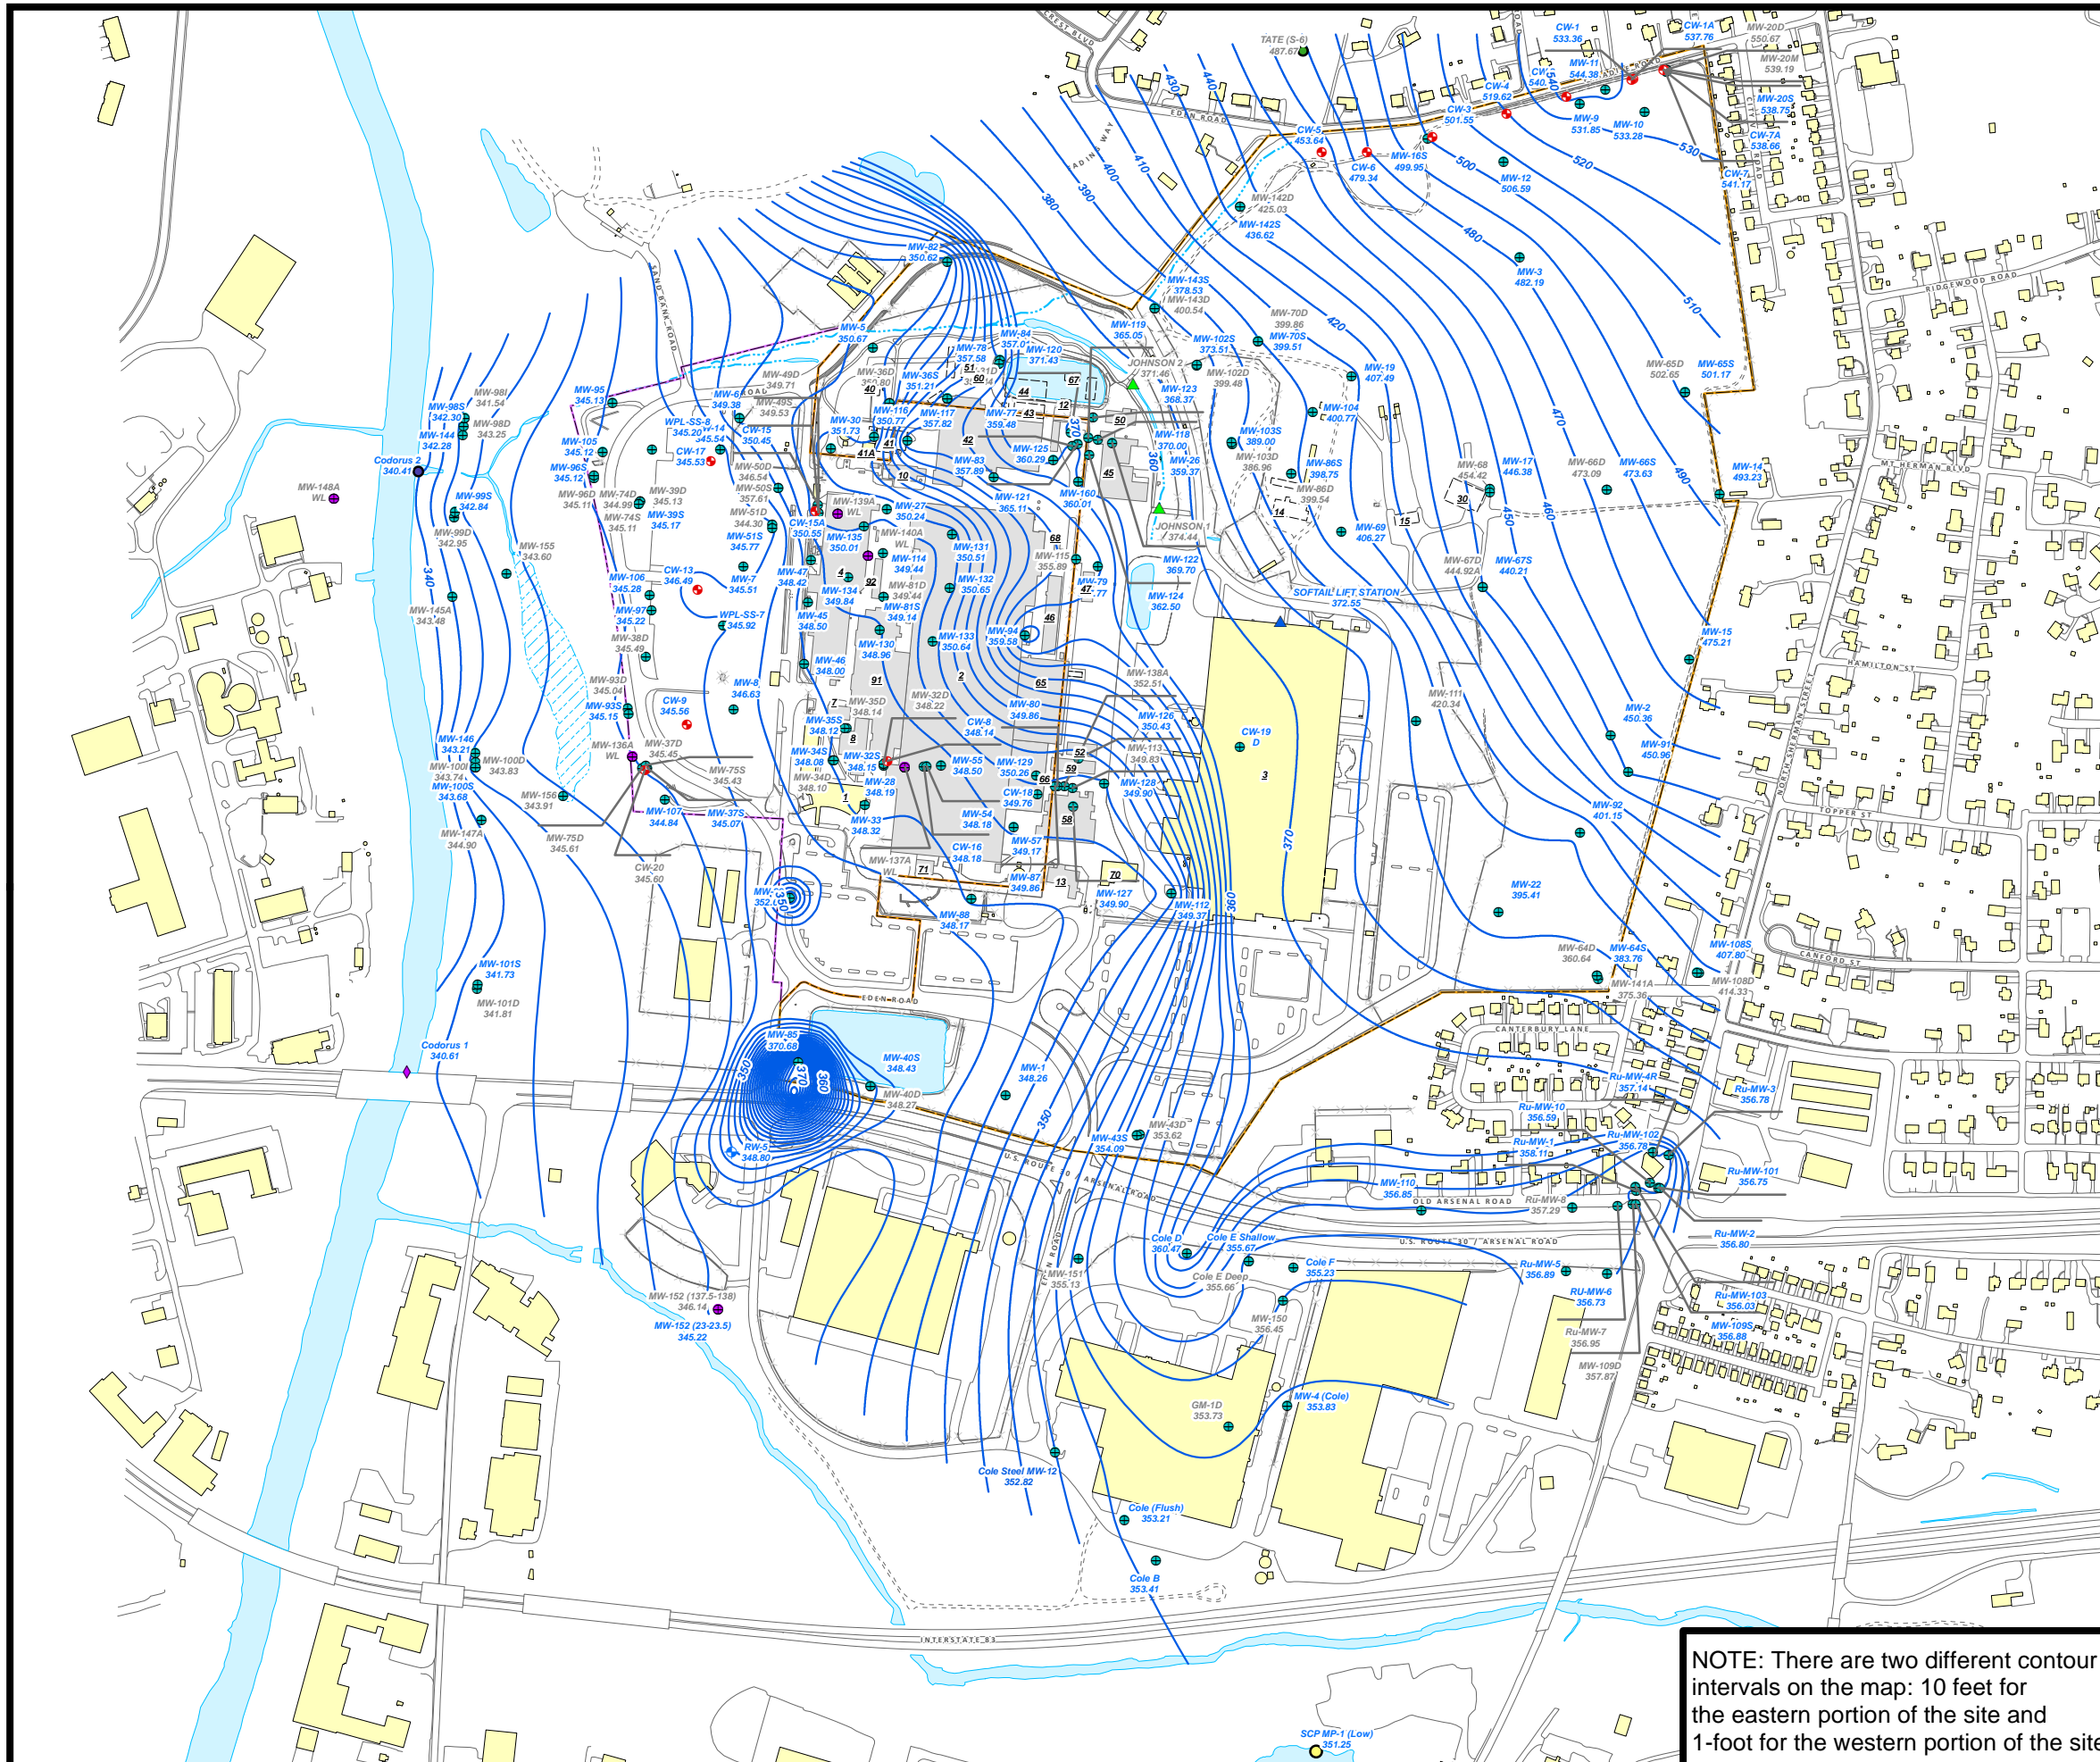 CREST BLVD
TATE (S-6)
487.67
CW-1
533.36
CW-1A
537.76
MW-20D
550.67
MW-20M
539.19
MW-11
544.38
CW-4
519.62
MW-20S
538.75
CW-7A
538.66
CW-3
501.55
MW-9
531.85
MW-10
533.28
CW-7
541.17
EDEN ROAD
CW-5
453.64
CW-6
479.34
MW-16S
499.95
MW-12
506.59
430
440
540
500
520
530
410
400
390
380
480
510
420
470
490
460
450
MW-142D
425.03
MW-142S
436.62
MW-3
482.19
RIDGEWOOD ROAD
SAND BANK ROAD
MW-82
350.62
MW-143S
378.53
MW-143D
400.54
MW-5
350.67
MW-84
357.01
MW-78
357.58
MW-120
371.43
MW-119
365.05
MW-102S
373.51
MW-102D
399.48
MW-70D
399.86
MW-70S
399.51
MW-19
407.49
MW-65D
502.65
MW-65S
501.17
JOHNSON 2
371.46
MW-98I
341.54
MW-98S
342.30
MW-98D
343.25
MW-144
342.28
Codorus 2
340.41
MW-95
345.13
MW-6
349.38
MW-49D
349.71
MW-49S
349.53
MW-36D
MW-36S
351.21
MW-116
350.77
MW-117
357.82
MW-30
351.73
MW-77
359.48
MW-123
368.37
MW-104
400.77
WPL-SS-8
345.20
CW-15
350.45
CW-17
345.53
MW-105
345.12
MW-96S
345.12
MW-96D
345.11
MW-74D
344.99
MW-74S
345.11
MW-39D
345.13
MW-39S
345.17
MW-50D
346.54
MW-50S
357.61
MW-51D
344.30
MW-51S
345.77
MW-83
357.89
MW-125
360.29
MW-118
370.00
MW-26
359.37
MW-103S
389.00
MW-103D
386.96
MW-86S
398.75
MW-86D
399.54
MW-68
454.42
MW-17
446.38
MW-66D
473.09
MW-66S
473.63
MW-14
493.23
MT HERMAN BLVD
MW-148A
WL
MW-99S
342.84
MW-99D
342.95
MW-155
343.60
MW-139A
WL
MW-27
350.24
MW-121
365.11
MW-160
360.01
JOHNSON 1
374.44
CW-15A
350.55
MW-135
350.01
MW-140A
WL
MW-131
350.51
MW-115
355.89
MW-69
406.27
MW-67D
444.92A
MW-67S
440.21
MW-122
369.70
MW-124
362.50
MW-79
MW-106
345.28
CW-13
346.49
MW-7
345.51
MW-47
348.42
MW-114
349.44
MW-134
349.84
MW-81D
349.44
MW-81S
349.14
MW-132
350.65
SOFTAIL LIFT STATION
372.55
MW-145A
343.48
MW-97
345.22
WPL-SS-7
345.92
MW-45
348.50
MW-130
348.96
MW-133
350.64
MW-94
359.58
MW-15
475.21
HAMILTON ST
NORTH SHERMAN STREET
MW-38D
345.49
MW-46
348.00
MW-93D
345.04
MW-93S
345.15
MW-8
346.63
CW-9
345.56
MW-35D
348.14
MW-35S
348.12
MW-32D
348.22
CW-8
348.14
MW-80
349.86
MW-138A
352.51
MW-126
350.43
MW-111
420.34
CW-19
D
MW-2
450.36
MW-91
450.96
MW-146
343.21
MW-100I
343.74
MW-100D
343.83
MW-100S
343.68
MW-136A
WL
MW-37D
345.45
MW-75S
345.43
MW-34S
348.08
MW-34D
348.10
MW-32S
348.15
MW-28
348.19
MW-55
348.50
MW-129
350.26
CW-18
349.76
MW-113
349.83
MW-128
349.90
MW-156
343.91
MW-107
344.84
MW-37S
345.07
MW-33
348.32
MW-54
348.18
MW-57
349.17
MW-92
401.15
TOPPER ST
MW-147A
344.90
MW-75D
345.61
CW-20
345.60
MW-137A
WL
CW-16
348.18
MW-87
349.86
MW-127
349.90
MW-112
349.37
MW-22
395.41
MW-88
348.17
MW-64D
360.64
MW-64S
383.76
MW-108S
407.80
MW-108D
414.33
MW-141A
375.36
CANFORD ST
MW-101S
341.73
MW-101D
341.81
EDEN ROAD
Codorus 1
340.61
MW-85
370.68
MW-40S
348.43
MW-40D
348.27
MW-1
348.26
CANTERBURY LANE
Ru-MW-4R
357.14
Ru-MW-3
356.78
Ru-MW-10
356.59
Ru-MW-1
358.11
Ru-MW-102
356.78
RW-5
348.80
MW-43S
354.09
MW-43D
353.62
MW-110
356.85
OLD ARSENAL ROAD
Ru-MW-8
357.29
Ru-MW-101
356.75
Cole D
360.47
Cole E Shallow
355.67
Cole F
355.23
Cole E Deep
355.66
U.S. ROUTE 30 / ARSENAL ROAD
Ru-MW-2
356.80
Ru-MW-5
356.89
RU-MW-6
356.73
Ru-MW-103
356.03
MW-151
355.13
MW-150
356.45
Ru-MW-7
356.95
MW-109S
356.88
MW-109D
357.87
MW-152 (137.5-138)
346.14
MW-152 (23-23.5)
345.22
GM-1D
353.73
MW-4 (Cole)
353.83
Cole Steel MW-12
352.82
Cole (Flush)
353.21
Cole B
353.41
INTERSTATE 83
SCP MP-1 (Low)
351.25
NOTE: There are two different contour
intervals on the map: 10 feet for
the eastern portion of the site and
1-foot for the western portion of the site